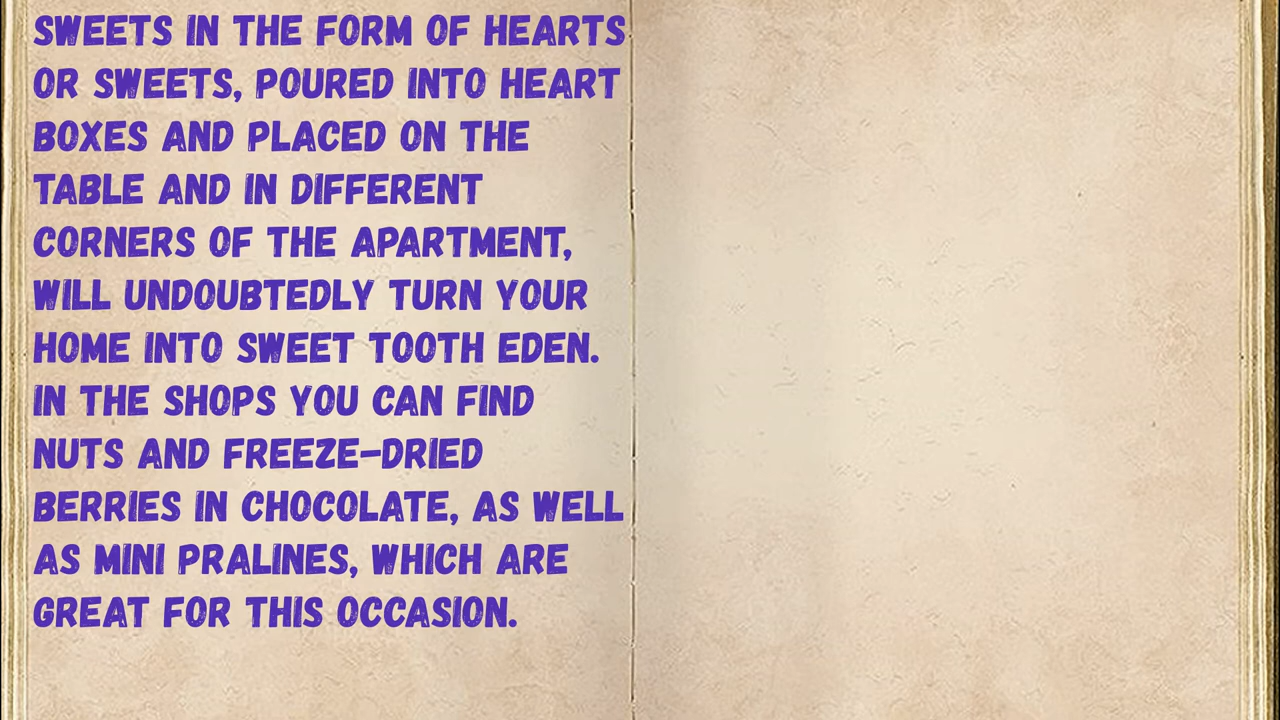 SWEETS IN THE FORM OF HEARTS
OR SWEETS, POURED INTO HEART
BOXES AND PLACED ON THE
TABLE AND IN DIFFERENT
CORNERS OF THE APARTMENT,
WILL UNDOUBTEDLY TURN YOUR
HOME INTO SWEET TOOTH EDEN.
IN THE SHOPS YOU CAN FIND
NUTS AND FREEZE-DRIED
BERRIES IN CHOCOLATE, AS WELL
AS MINI PRALINES, WHICH ARE
GREAT FOR THIS OCCASION.